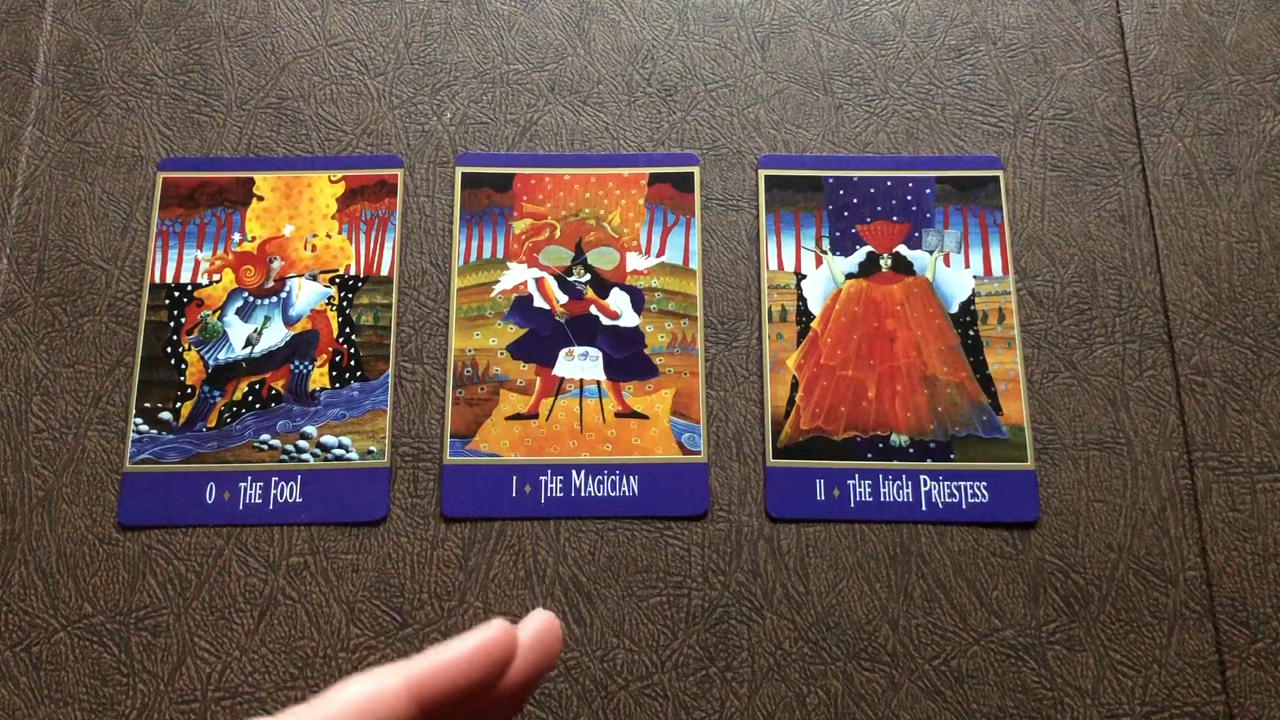 0 ♦ THE FOOL
I ♦ THE MAGICIAN
II ♦ THE hIGH PRIESTESS